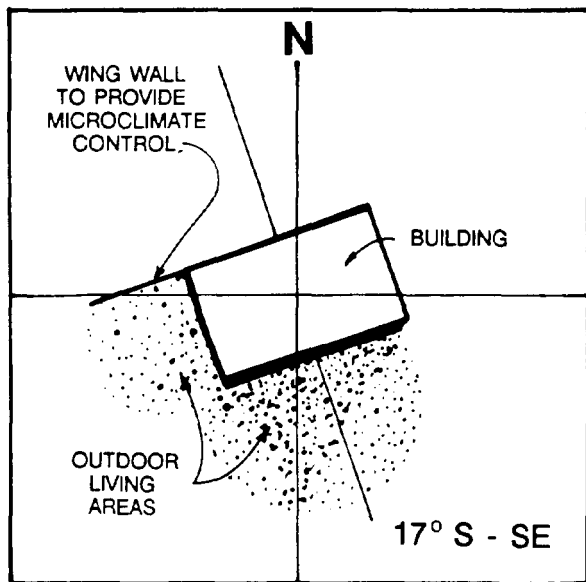 N
WING WALL
TO PROVIDE
MICROCLIMATE
CONTROL
BUILDING
OUTDOOR
LIVING
AREAS
17° S - SE